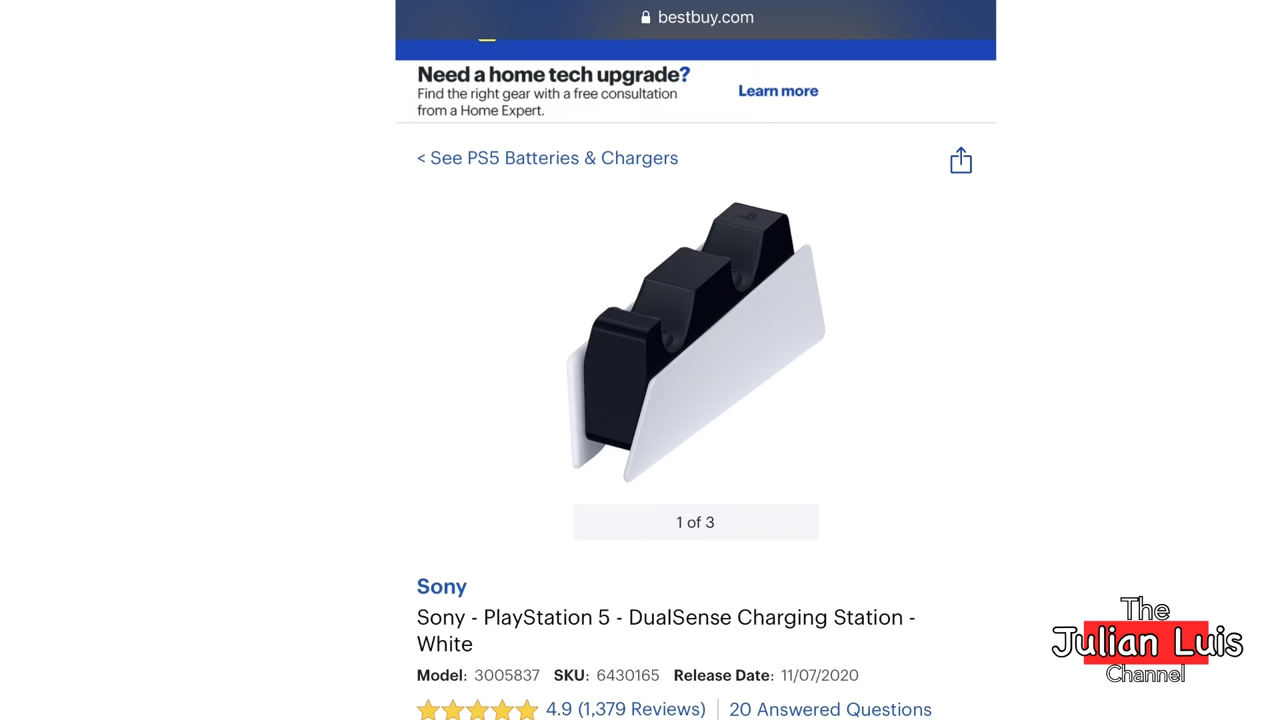 bestbuy.com
Need a home tech upgrade?
Find the right gear with a free consultation
from a Home Expert.
Learn more
< See PS5 Batteries & Chargers
1 of 3
Sony
Sony - PlayStation 5 - DualSense Charging Station -
White
Model: 3005837 SKU: 6430165 Release Date: 11/07/2020
4.9 (1,379 Reviews) 20 Answered Questions
The
Julian Luis
Channel